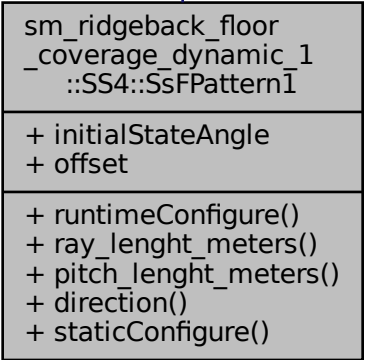 sm_ridgeback_floor
_coverage_dynamic_1
::SS4::SsFPattern1
+ initialStateAngle
+ offset
+ runtimeConfigure()
+ ray_lenght_meters()
+ pitch_lenght_meters()
+ direction()
+ staticConfigure()